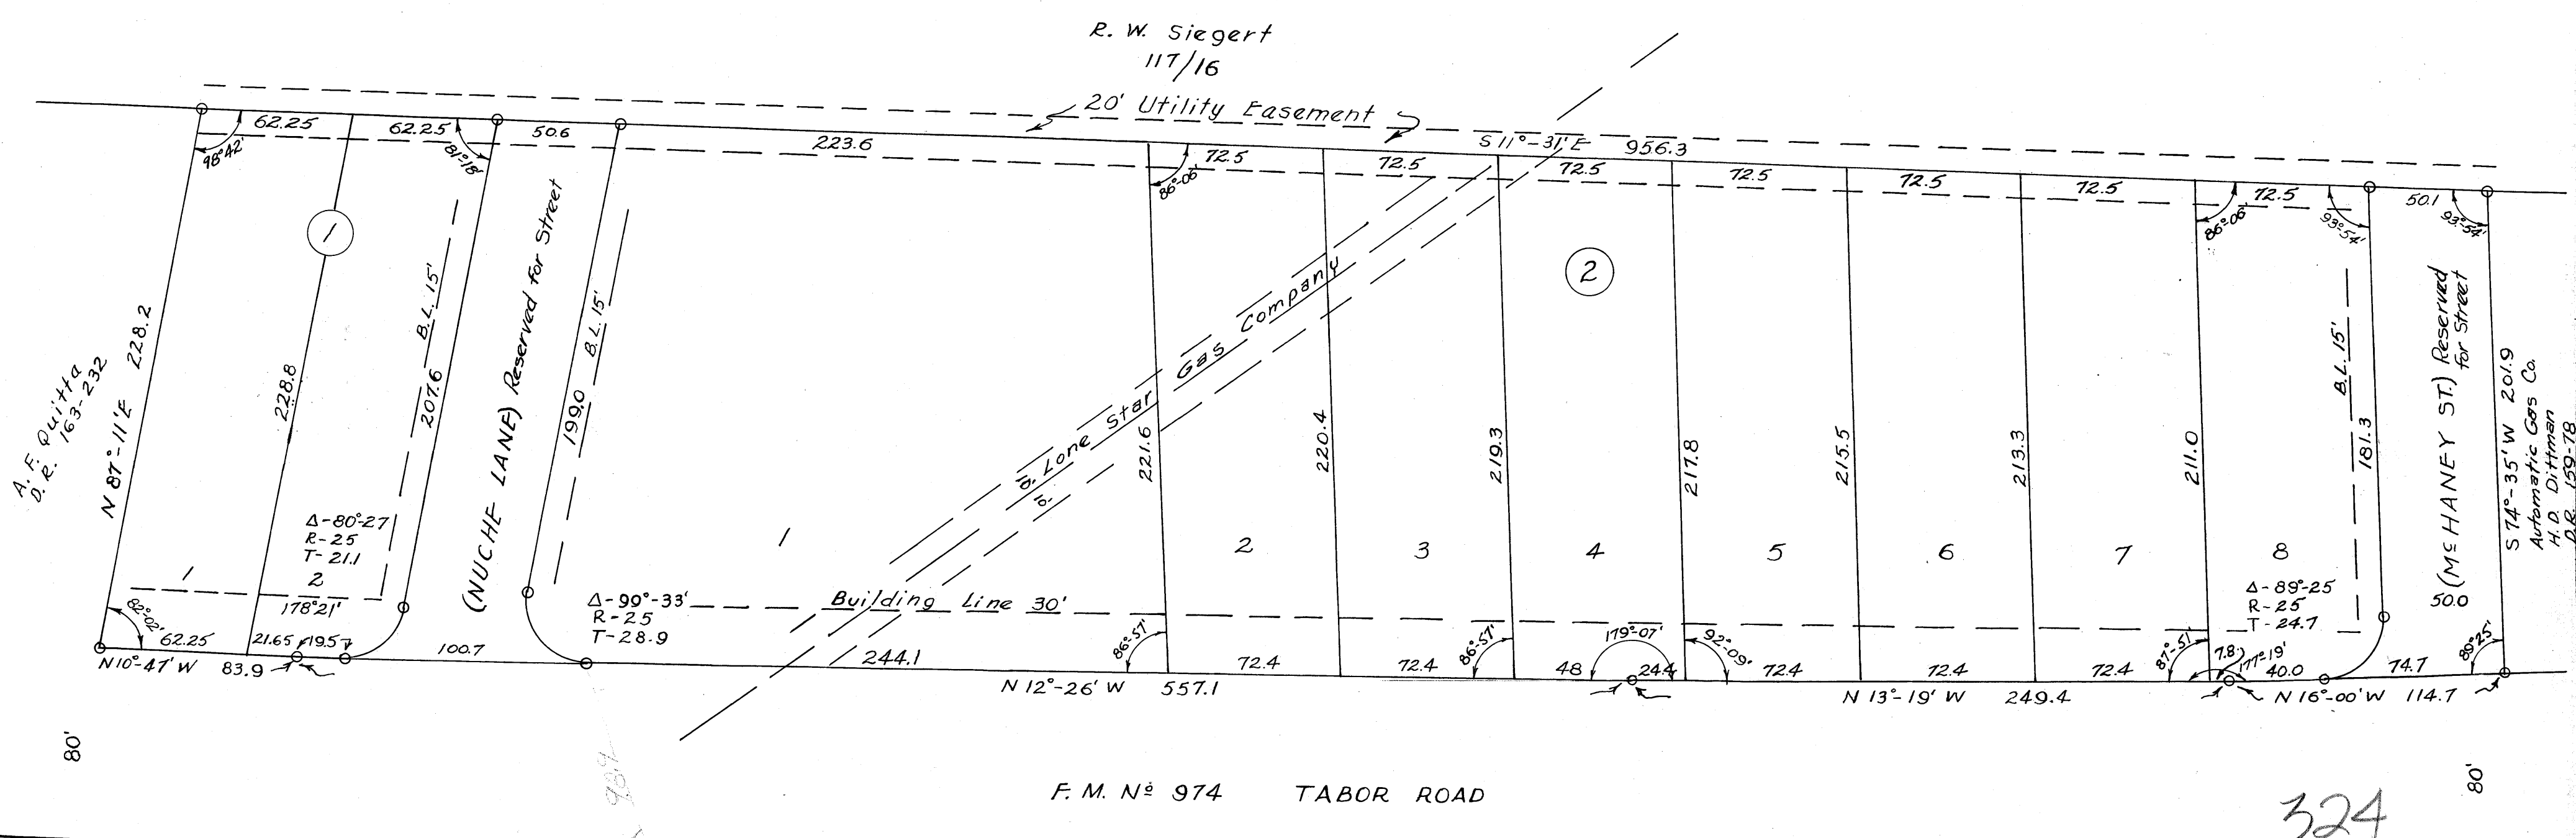 R. W. Siegert
117/16
20' Utility Easement
S 11°-31' E 956.3
62.25
62.25
50.6
223.6
72.5
72.5
72.5
72.5
72.5
72.5
72.5
50.1
98°42'
81°-18'
86°-06'
86°-06'
93°-54'
93°-54'
1
2
A. F. Quitta
D. R. 163-232
N 87°-11' E 228.2
228.8
B.L. 15'
207.6
(NUCHE LANE) Reserved for Street
199.0
B.L. 15'
Lone Star Gas Company
221.6
220.4
219.3
217.8
215.5
213.3
211.0
B.L. 15'
181.3
(McHANEY ST.) Reserved
for Street
S 74°-35' W 201.9
Automatic Gas Co.
H. D. Dittman
D.R. 159-78
Δ-80°-27
R-25
T-21.1
1
2
1
2
3
4
5
6
7
8
Δ-99°-33'
R-25
T-28.9
Building Line 30'
Δ-89°-25
R-25
T-24.7
50.0
82°-02'
178°21'
86°-57'
86°-57'
179°-07'
92°-09'
87°-51'
177°-19'
89°25'
62.25
21.65
19.57
100.7
244.1
72.4
72.4
48
24.4
72.4
72.4
72.4
7.8
40.0
74.7
N 10°-47' W 83.9
N 12°-26' W 557.1
N 13°-19' W 249.4
N 16°-00' W 114.7
80'
80'
F. M. Nº 974 TABOR ROAD
324